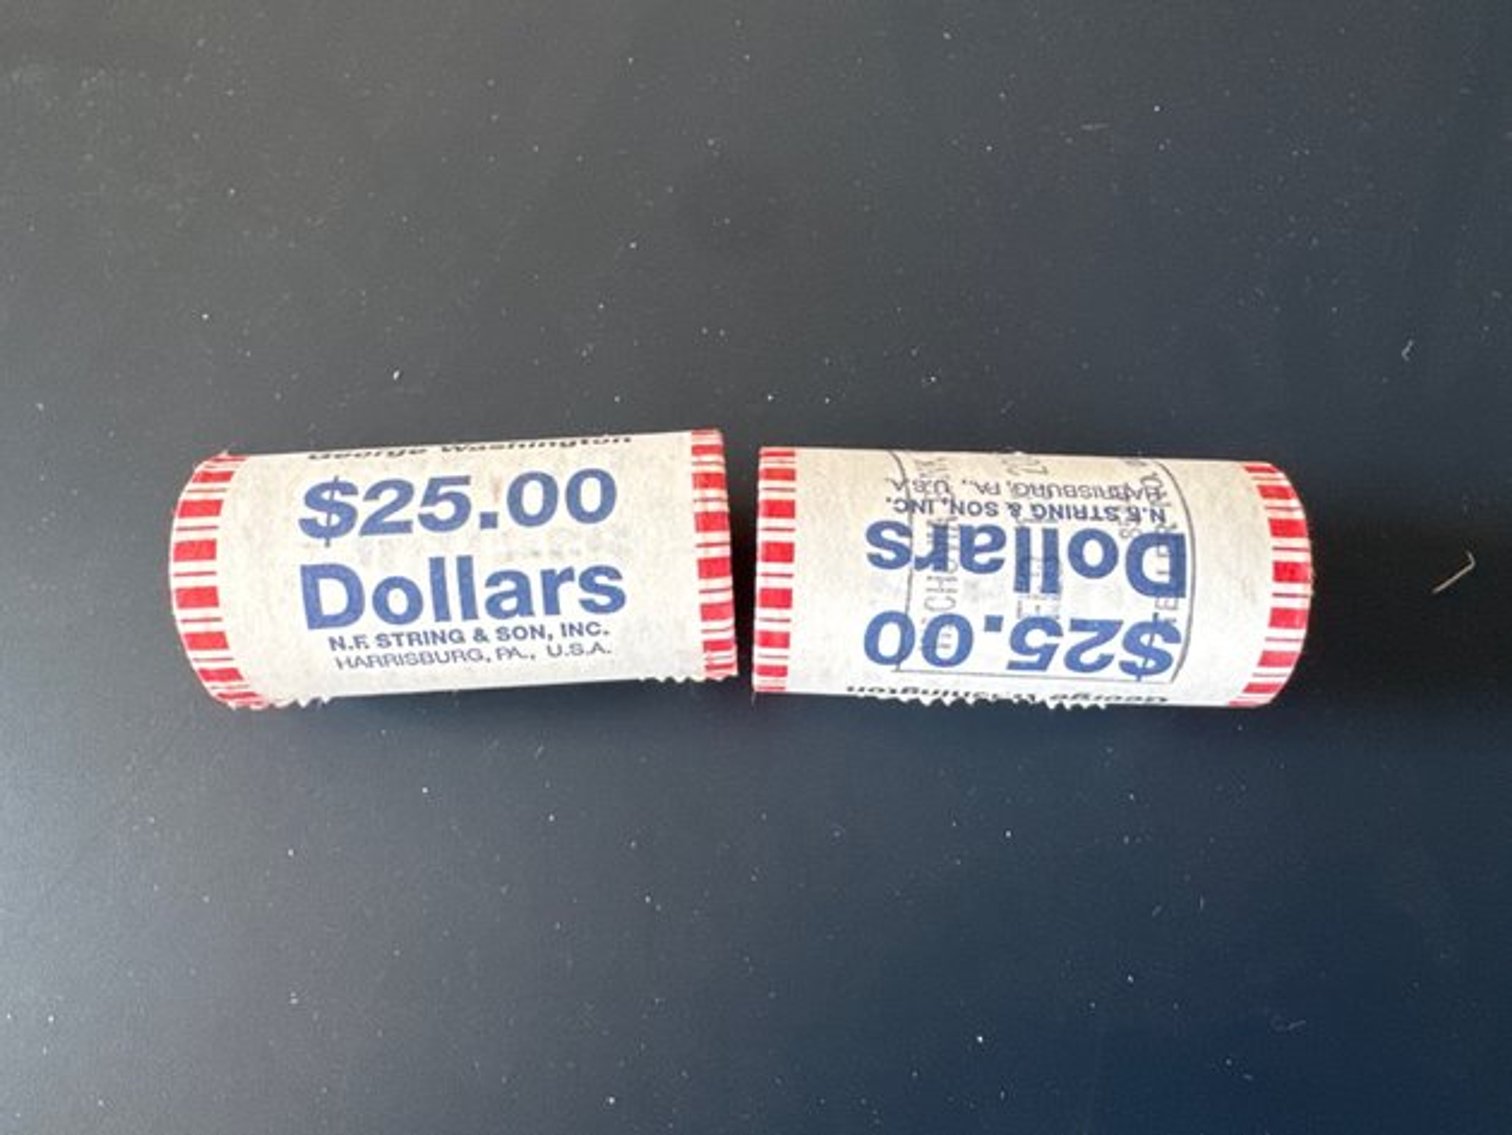 George Washington
$25.00
Dollars
N.F. STRING & SON, INC.
HARRISBURG, PA., U.S.A.
George Washington
$25.00
Dollars
N.F. STRING & SON, INC.
HARRISBURG, PA., U.S.A.